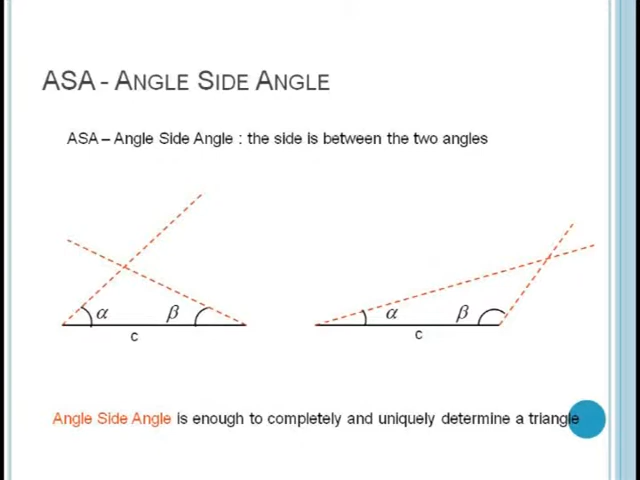 ASA - ANGLE SIDE ANGLE
ASA – Angle Side Angle : the side is between the two angles
α β α β
c c
Angle Side Angle is enough to completely and uniquely determine a triangle